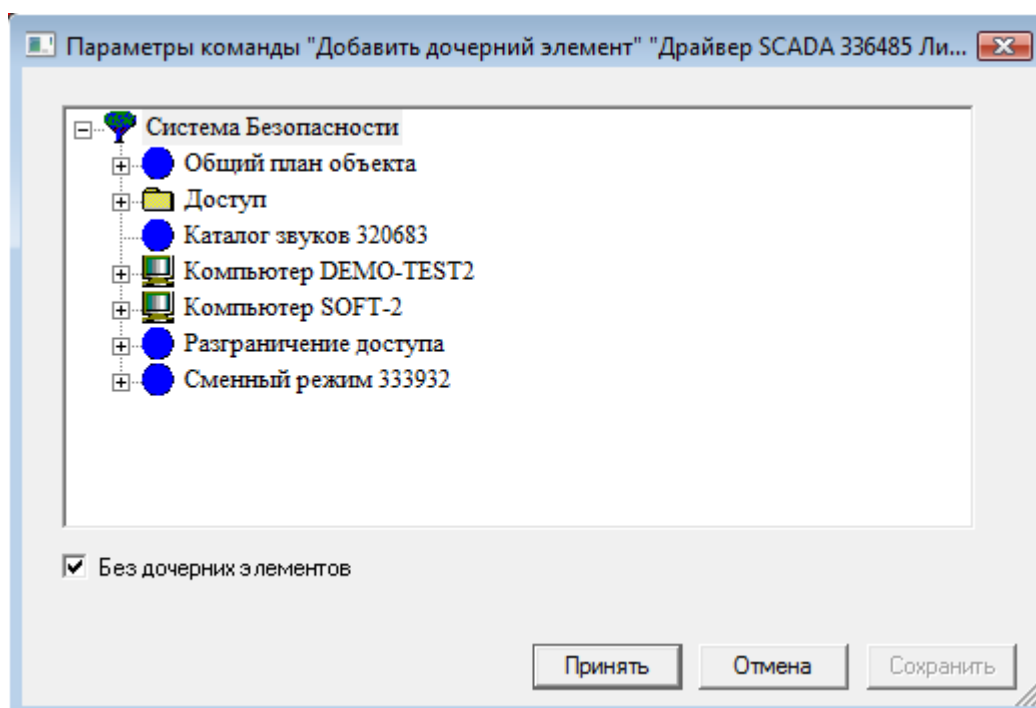 Параметры команды "Добавить дочерний элемент" "Драйвер SCADA 336485 Ли...
Система Безопасности
Общий план объекта
Доступ
Каталог звуков 320683
Компьютер DEMO-TEST2
Компьютер SOFT-2
Разграничение доступа
Сменный режим 333932
Без дочерних элементов
Принять Отмена Сохранить